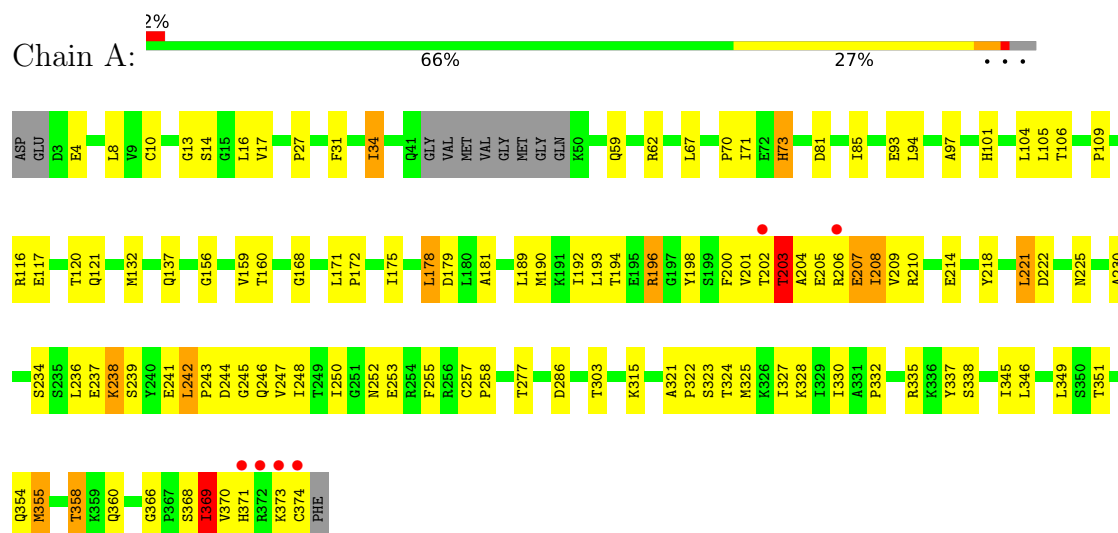 2%
Chain A:
66% 27% • • •
ASP GLU D3 E4 L8 V9 C10 G13 S14 G15 L16 V17 P27 F31 I34 Q41 GLY VAL MET VAL GLY MET GLY GLN K50 Q59 R62 L67 P70 I71 E72 H73 D81 I85 E93 L94 A97 H101 L104 L105 T106 P109
R116 E117 T120 Q121 M132 Q137 G156 V159 T160 G168 L171 P172 I175 L178 D179 L180 A181 L189 M190 K191 I192 L193 T194 E195 R196 G197 Y198 S199 F200 V201 T202 T203 A204 E205 R206 E207 I208 V209 R210 E214 Y218 L221 D222 N225
S234 S235 L236 E237 K238 S239 Y240 E241 L242 P243 D244 G245 Q246 V247 I248 T249 I250 G251 N252 E253 R254 F255 R256 C257 P258 T277 D286 T303 K315 A321 P322 S323 T324 M325 K326 I327 K328 I329 I330 A331 P332 R335 K336 Y337 S338 I345 L346 L349 S350 T351
Q354 M355 T358 K359 Q360 G366 P367 S368 I369 V370 H371 R372 K373 C374 PHE